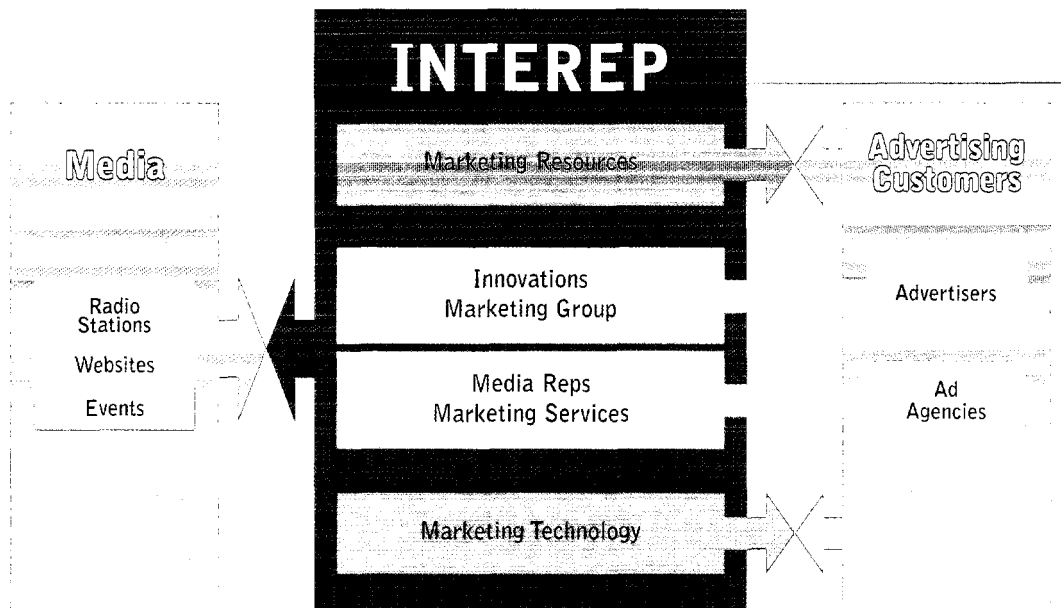 INTEREP
Media
Radio
Stations
Websites
Events
Marketing Resources
Innovations
Marketing Group
Media Reps
Marketing Services
Marketing Technology
Advertising
Customers
Advertisers
Ad
Agencies